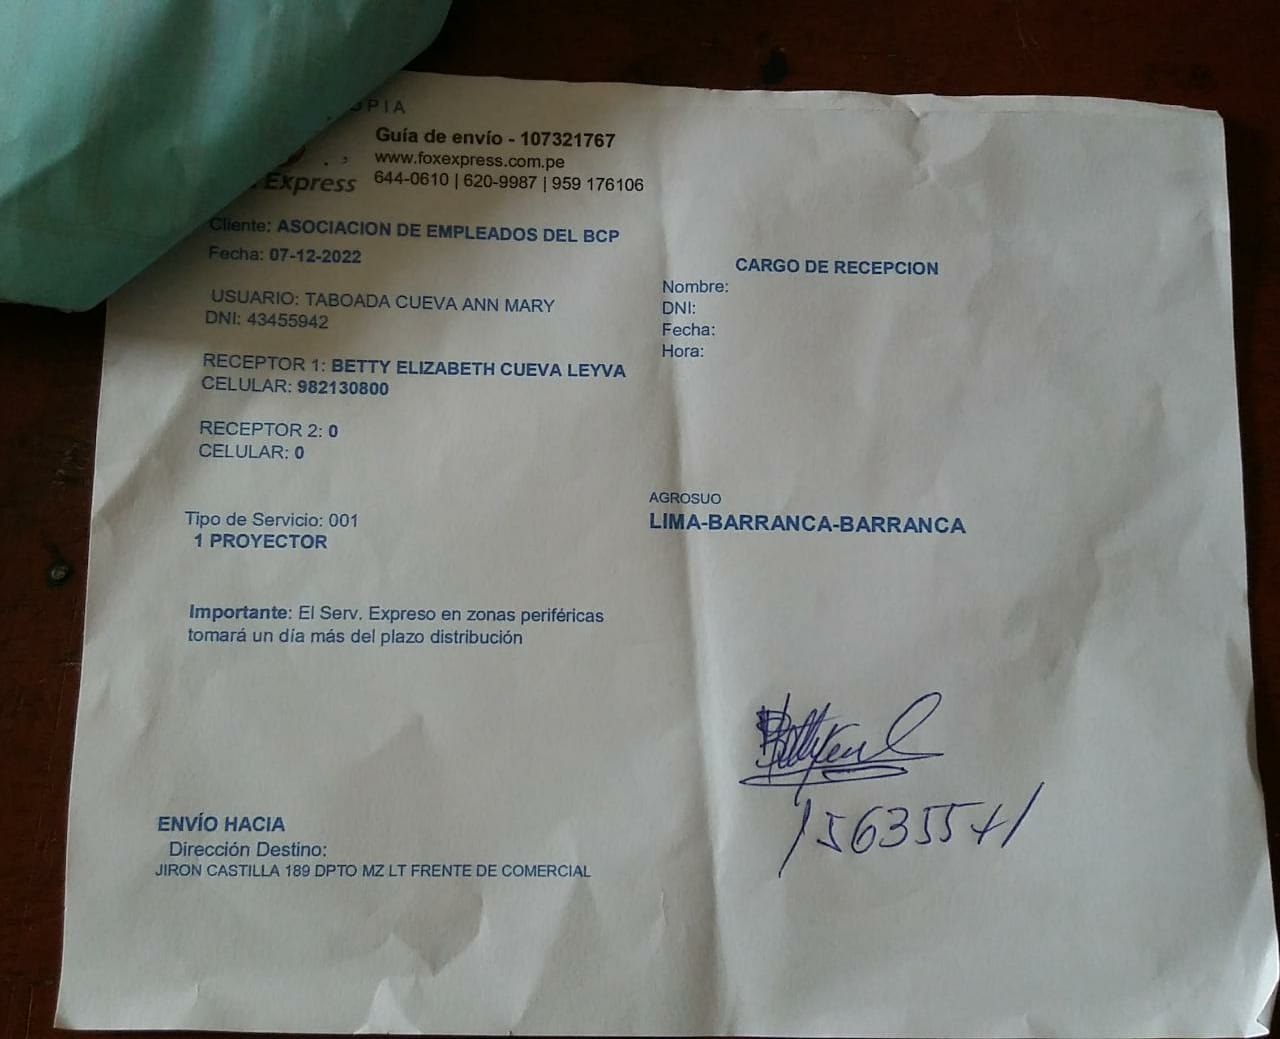 OPIA
Guía de envío - 107321767
www.foxexpress.com.pe
Express
644-0610 | 620-9987 | 959 176106
Cliente: ASOCIACION DE EMPLEADOS DEL BCP
Fecha: 07-12-2022
USUARIO: TABOADA CUEVA ANN MARY
DNI: 43455942
RECEPTOR 1: BETTY ELIZABETH CUEVA LEYVA
CELULAR: 982130800
RECEPTOR 2: 0
CELULAR: 0
Tipo de Servicio: 001
1 PROYECTOR
Importante: El Serv. Expreso en zonas periféricas
tomará un día más del plazo distribución
ENVÍO HACIA
Dirección Destino:
JIRON CASTILLA 189 DPTO MZ LT FRENTE DE COMERCIAL
CARGO DE RECEPCION
Nombre:
DNI:
Fecha:
Hora:
AGROSUO
LIMA-BARRANCA-BARRANCA